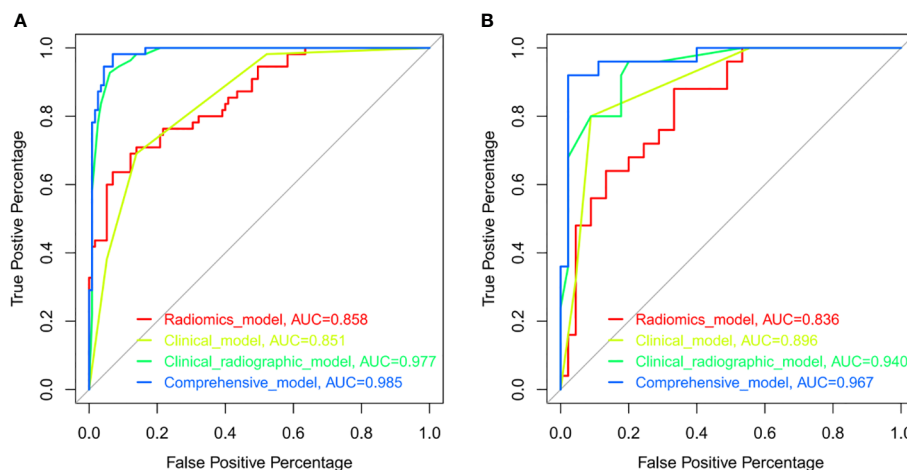 A
True Postive Percentage
1.0
0.8
0.6
0.4
0.2
0.0
Radiomics_model, AUC=0.858
Clinical_model, AUC=0.851
Clinical_radiographic_model, AUC=0.977
Comprehensive_model, AUC=0.985
0.0 0.2 0.4 0.6 0.8 1.0
False Positive Percentage
B
True Postive Percentage
1.0
0.8
0.6
0.4
0.2
0.0
Radiomics_model, AUC=0.836
Clinical_model, AUC=0.896
Clinical_radiographic_model, AUC=0.940
Comprehensive_model, AUC=0.967
0.0 0.2 0.4 0.6 0.8 1.0
False Positive Percentage